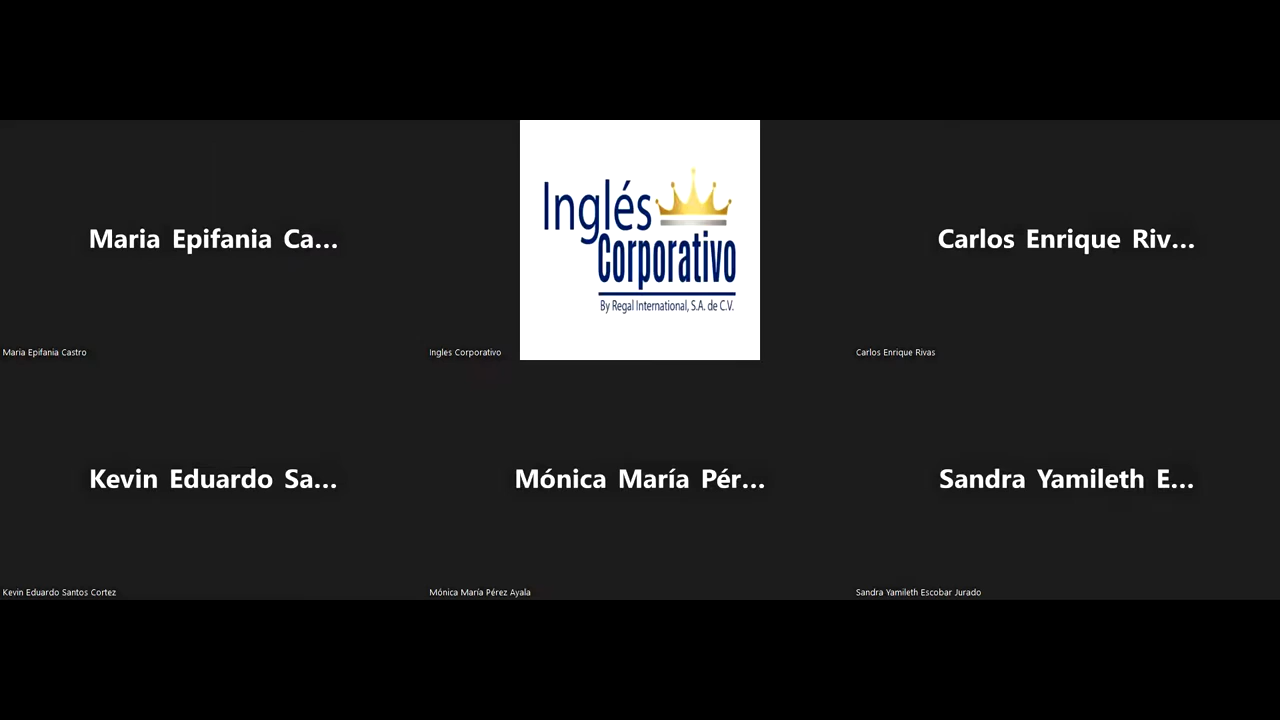 Maria Epifania Ca...
Maria Epifania Castro
Inglés
Corporativo
By Regal International, S.A. de C.V.
Ingles Corporativo
Carlos Enrique Riv...
Carlos Enrique Rivas
Kevin Eduardo Sa...
Kevin Eduardo Santos Cortez
Mónica María Pér...
Mónica María Pérez Ayala
Sandra Yamileth E...
Sandra Yamileth Escobar Jurado